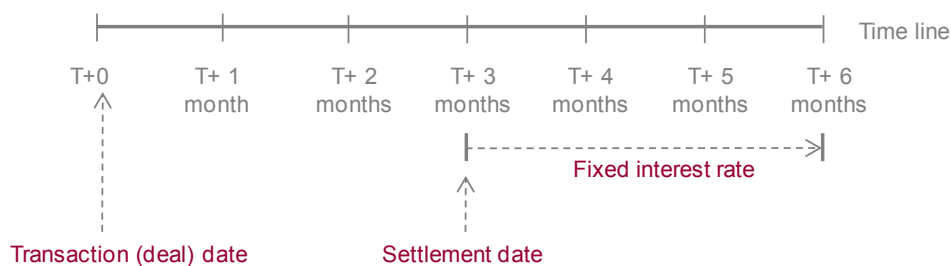 Time line
T+0 T+ 1 T+ 2 T+ 3 T+ 4 T+ 5 T+ 6
month months months months months months
Fixed interest rate
Transaction (deal) date Settlement date